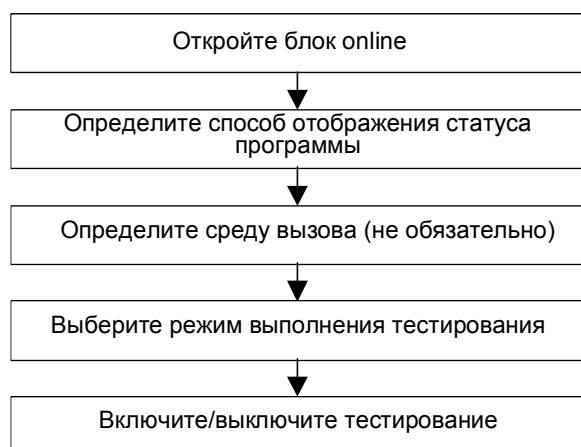 Откройте блок online
Определите способ отображения статуса
программы
Определите среду вызова (не обязательно)
Выберите режим выполнения тестирования
Включите/выключите тестирование